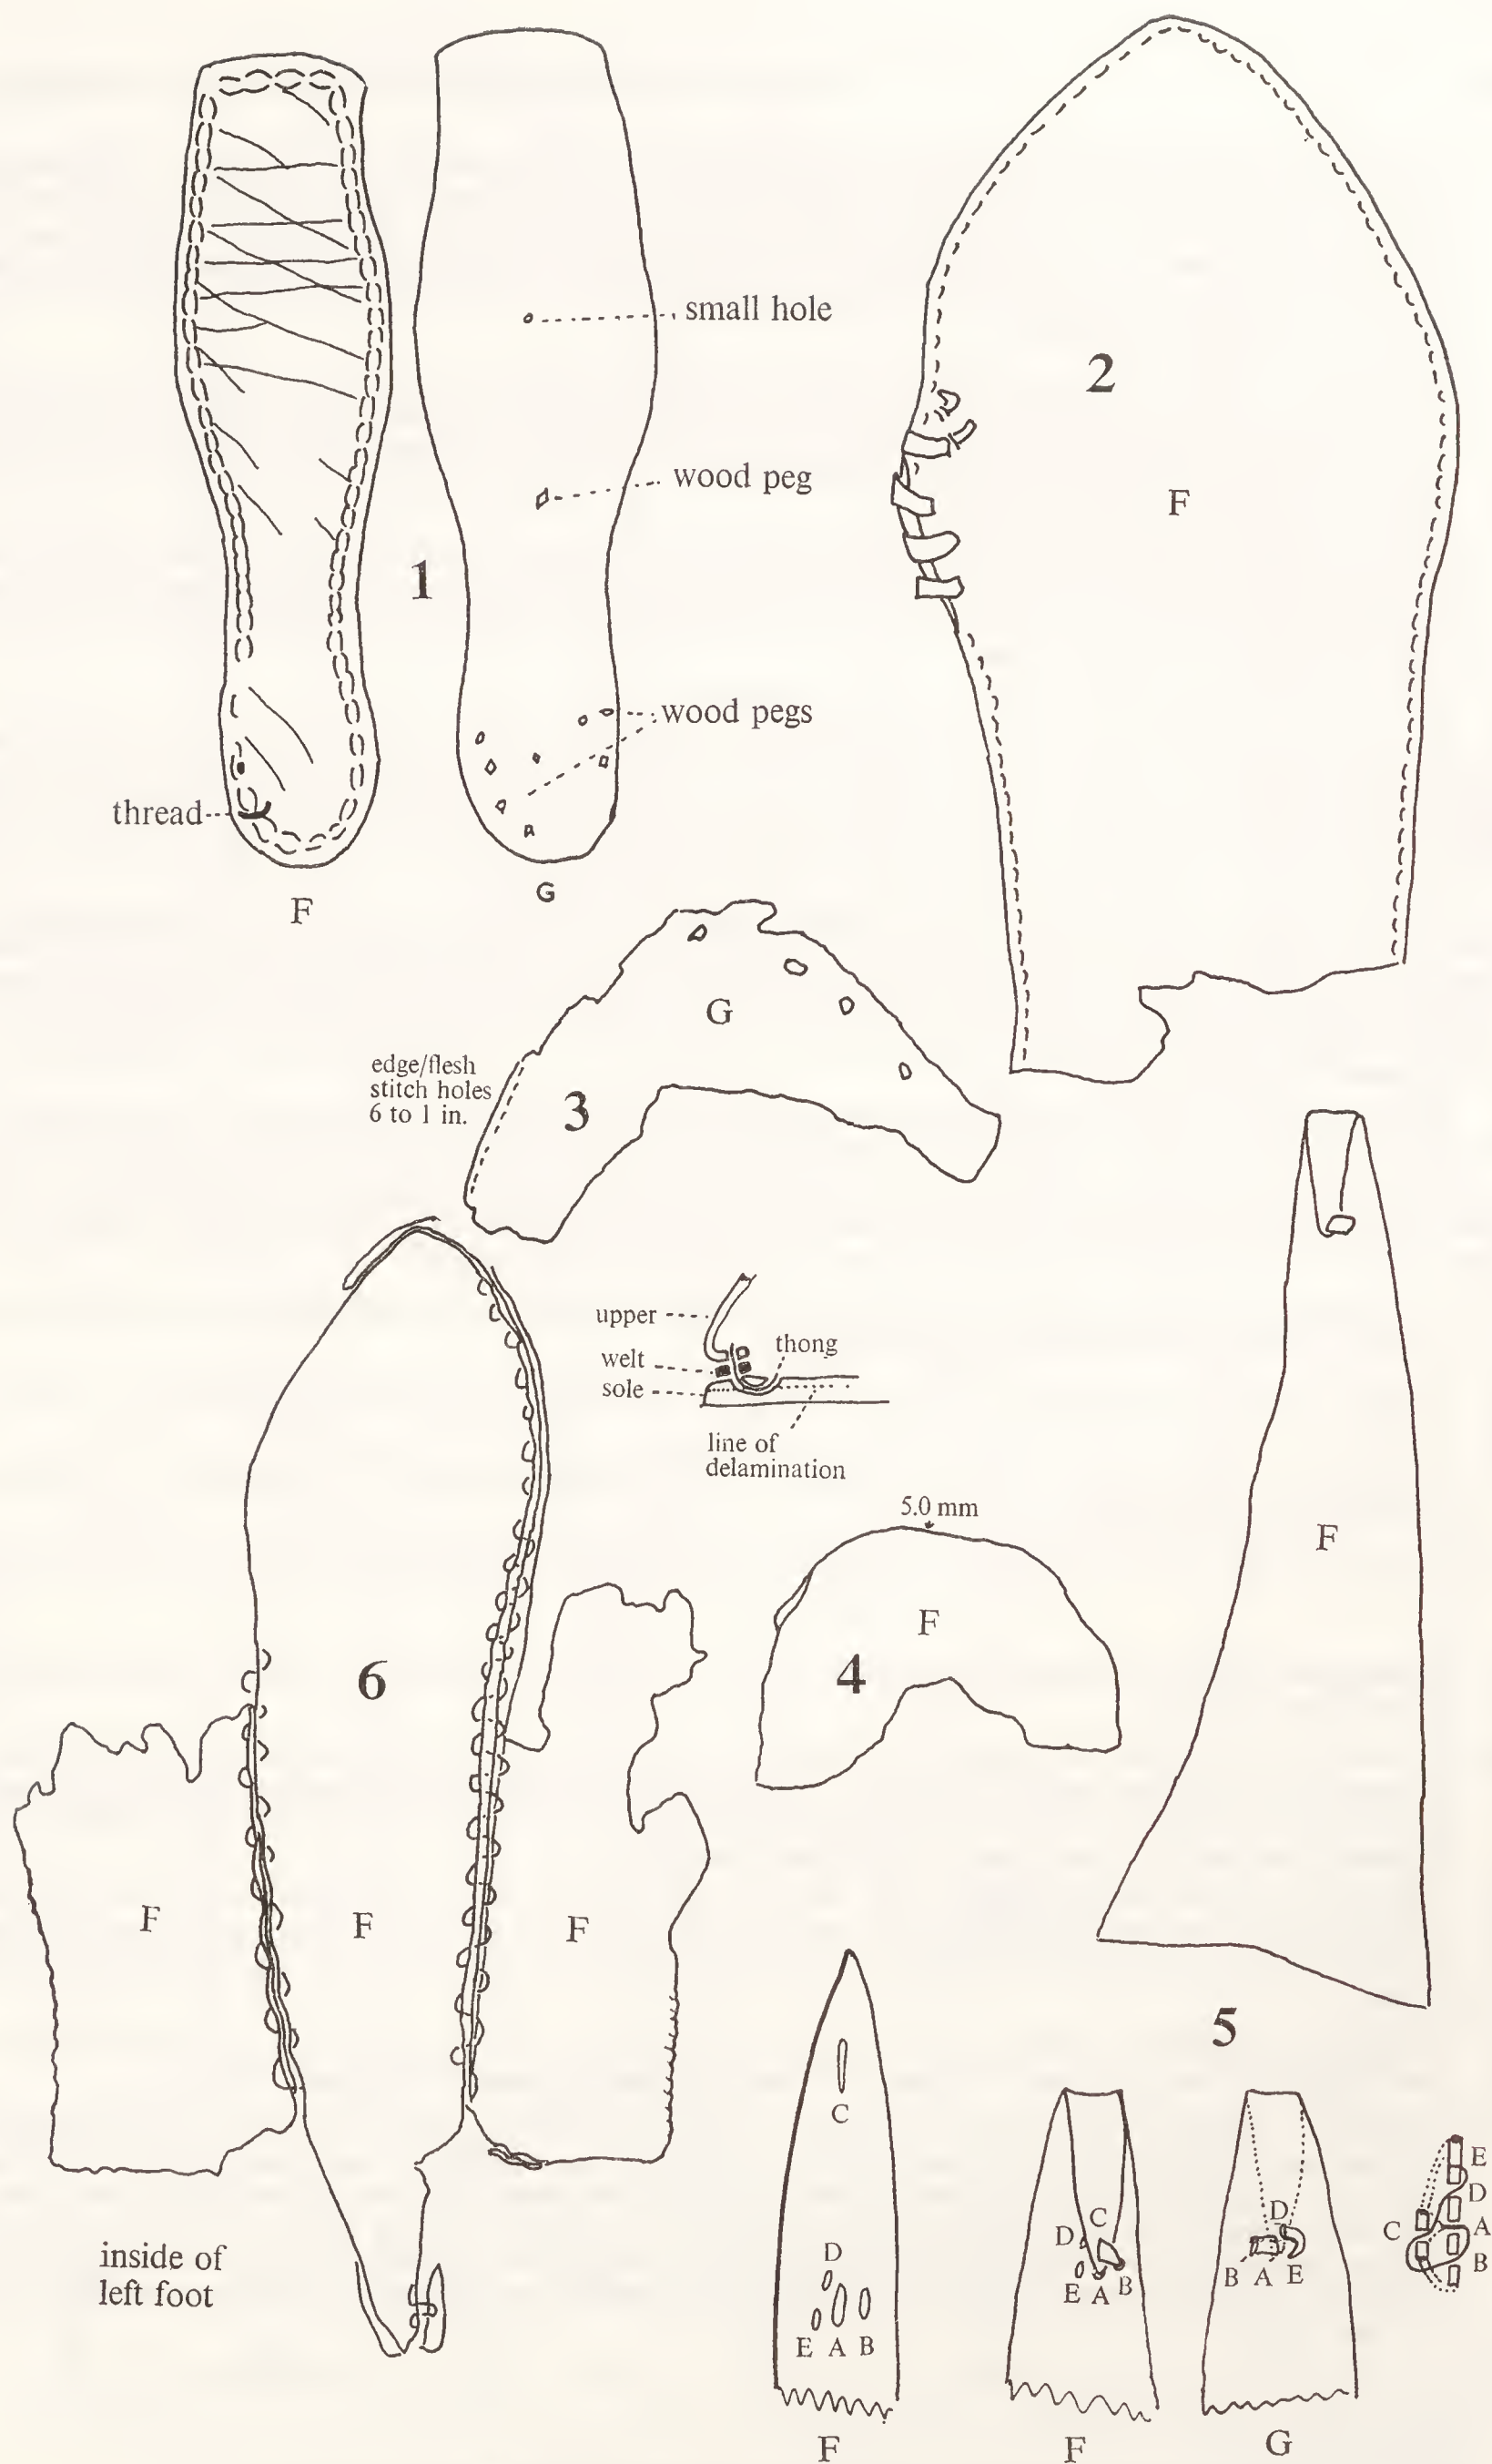 small hole
2
wood peg
F
1
wood pegs
thread
F
G
G
edge/flesh
stitch holes
6 to 1 in.
3
upper
thong
welt
sole
line of
delamination
5.0 mm
F
F
6
4
F
F
F
5
C
E
D
A
B
C
D
C
D
E
A
B
D
B
A
E
inside of
left foot
D
E
A
B
F
F
G